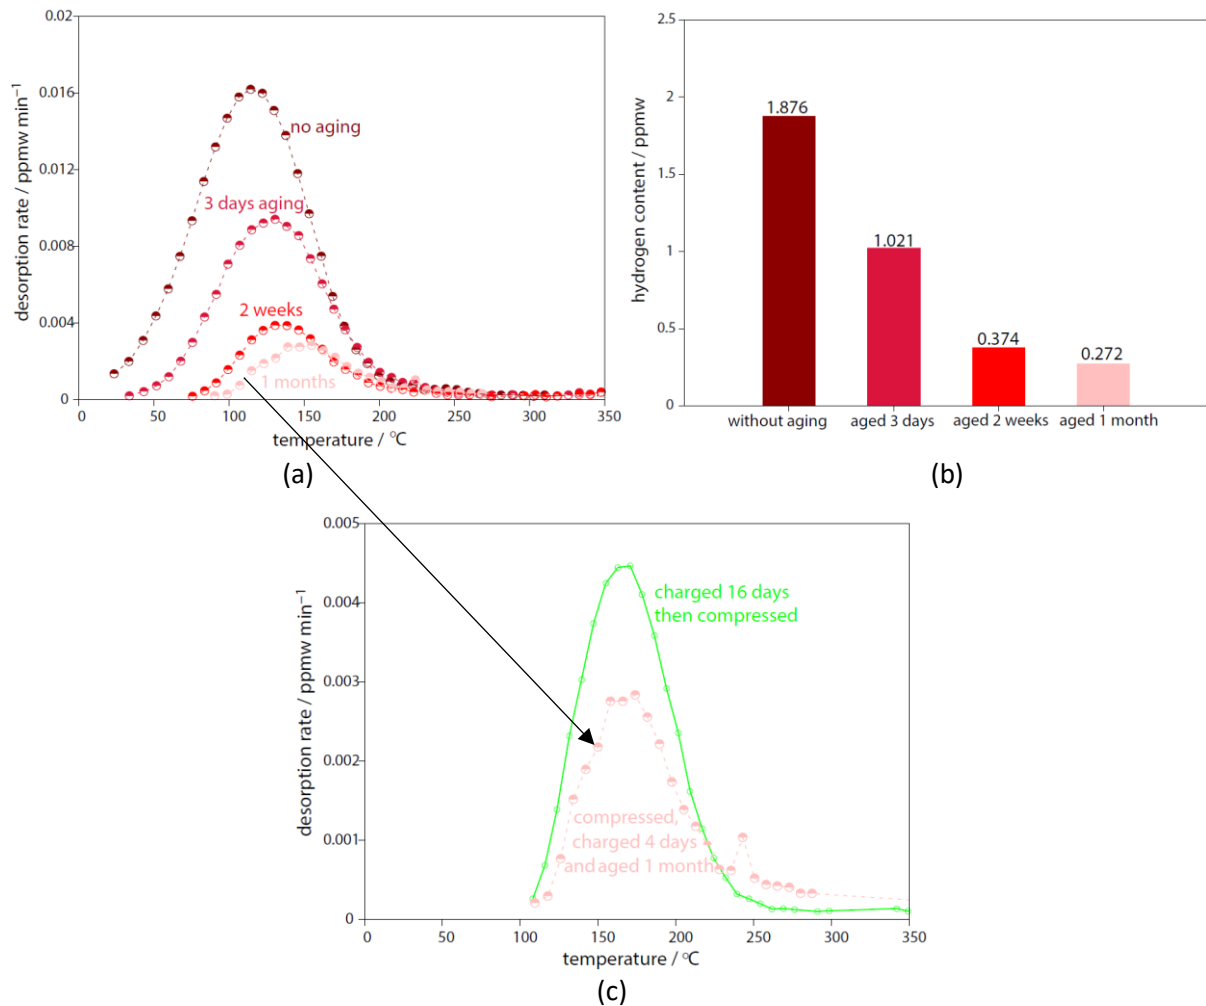 0.02
0.016
0.012
0.008
0.004
0
desorption rate / ppmw min⁻¹
no aging
3 days aging
2 weeks
1 months
0 50 100 150 200 250 300 350
temperature / °C
(a)
2.5
2
1.5
1
0.5
0
hydrogen content / ppmw
1.876
1.021
0.374
0.272
without aging aged 3 days aged 2 weeks aged 1 month
(b)
0.005
0.004
0.003
0.002
0.001
0
desorption rate / ppmw min⁻¹
charged 16 days
then compressed
compressed,
charged 4 days
and aged 1 month
0 50 100 150 200 250 300 350
temperature / °C
(c)